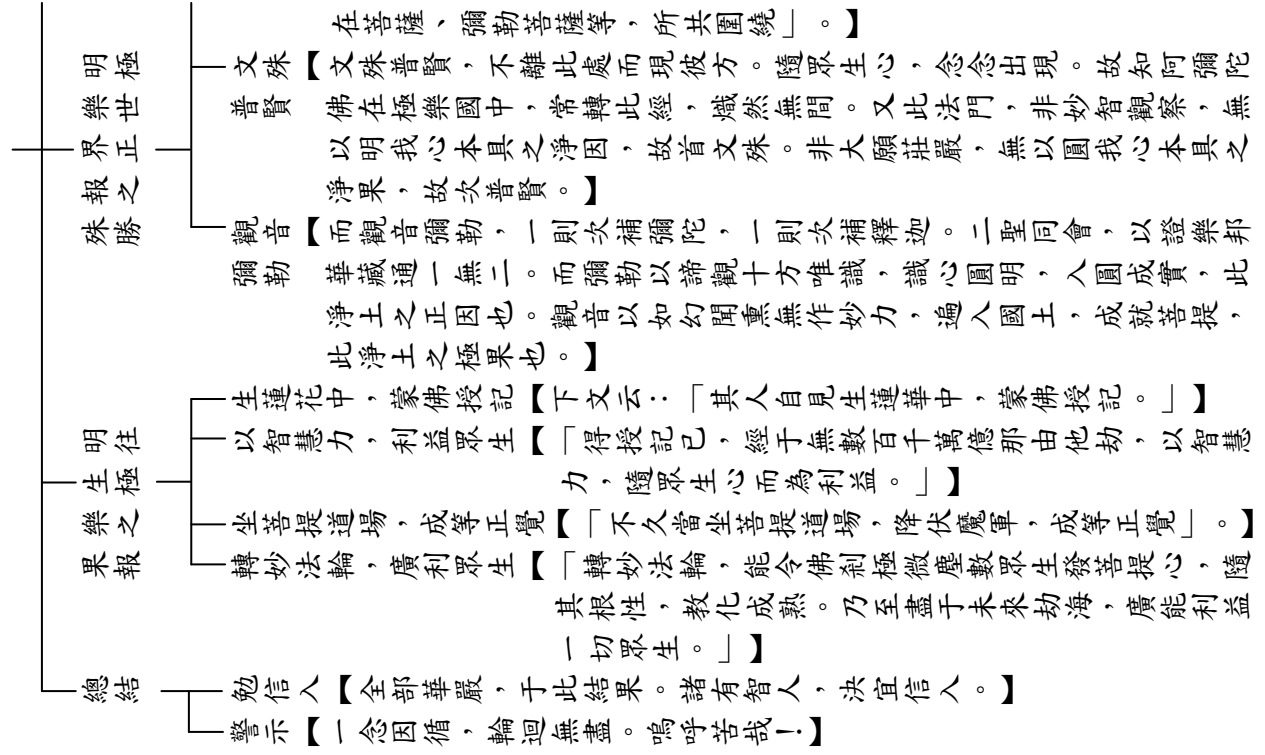 在菩薩、彌勒菩薩等，所共圍繞」。】
明極
樂世
界正
報之
殊勝
文殊
普賢
【文殊普賢，不離此處而現彼方。隨眾生心，念念出現。故知阿彌陀
佛在極樂國中，常轉此經，熾然無間。又此法門，非妙智觀察，無
以明我心本具之淨因，故首文殊。非大願莊嚴，無以圓我心本具之
淨果，故次普賢。】
觀音
彌勒
【而觀音彌勒，一則次補彌陀，一則次補釋迦。二聖同會，以證樂邦
華藏通一無二。而彌勒以諦觀十方唯識，識心圓明，入圓成實，此
淨土之正因也。觀音以如幻聞熏無作妙力，遍入國土，成就菩提，
此淨土之極果也。】
明往
生極
樂之
果報
生蓮花中，蒙佛授記【下文云：「其人自見生蓮華中，蒙佛授記。」】
以智慧力，利益眾生【「得授記已，經于無數百千萬億那由他劫，以智慧
力，隨眾生心而為利益。」】
坐菩提道場，成等正覺【「不久當坐菩提道場，降伏魔軍，成等正覺」。】
轉妙法輪，廣利眾生【「轉妙法輪，能令佛剎極微塵數眾生發菩提心，隨
其根性，教化成熟。乃至盡于未來劫海，廣能利益
一切眾生。」】
總結
勉信入【全部華嚴，于此結果。諸有智人，決宜信入。】
警示【一念因循，輪迴無盡。嗚呼苦哉！】